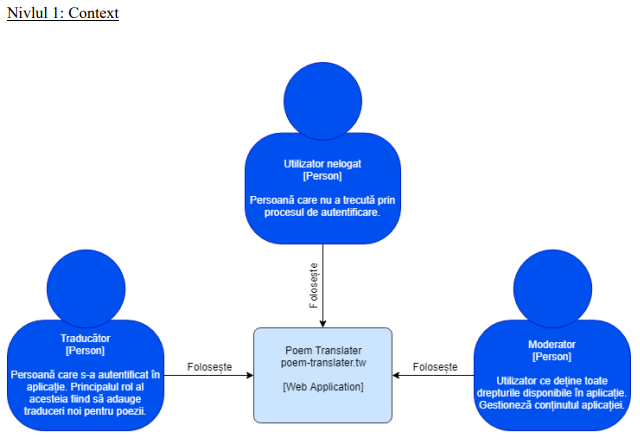 Nivlul 1: Context
Utilizator nelogat
[Person]
Persoană care nu a trecută prin
procesul de autentificare.
Folosește
Traducător
[Person]
Persoană care s-a autentificat în
aplicație. Principalul rol al
acesteia fiind să adauge
traduceri noi pentru poezii.
Folosește
Poem Translater
poem-translater.tw
[Web Application]
Folosește
Moderator
[Person]
Utilizator ce deține toate
drepturile disponibile în aplicație.
Gestioneză conținutul aplicației.